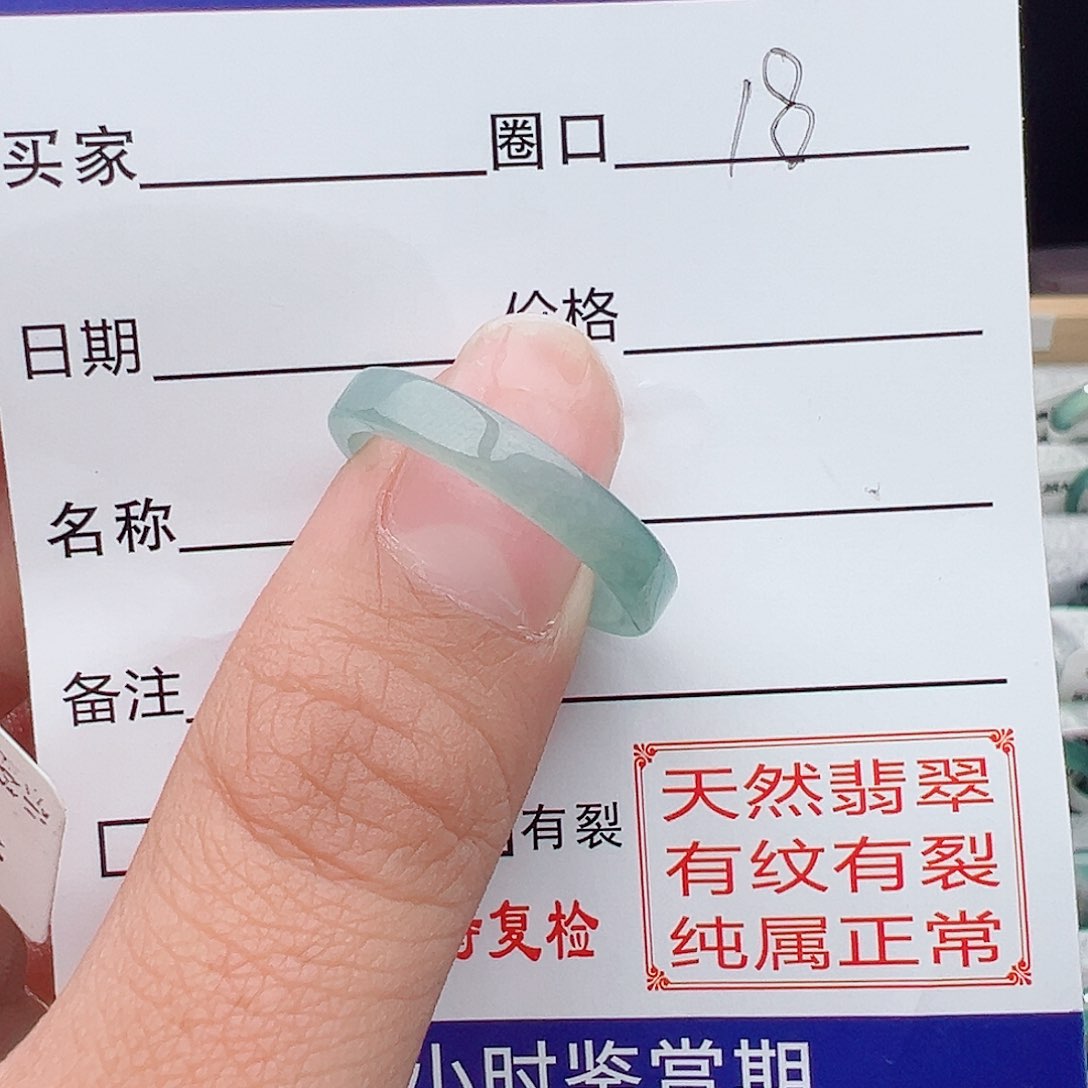 买家 圈口 18
日期 价格
名称
备注
有裂
复检
天然翡翠
有纹有裂
纯属正常
小时鉴赏期